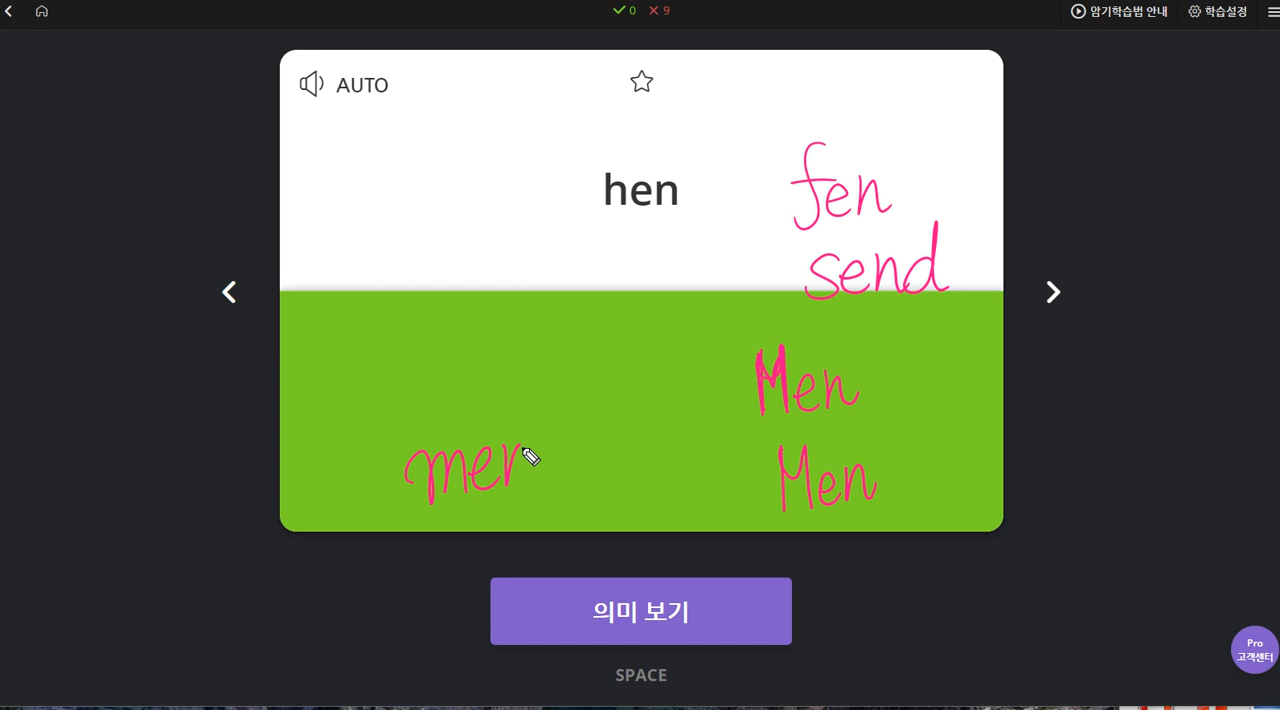 0 9 암기학습법 안내 학습설정
AUTO
hen
fen
send
Men
Men
men
의미 보기
SPACE
Pro
고객센터